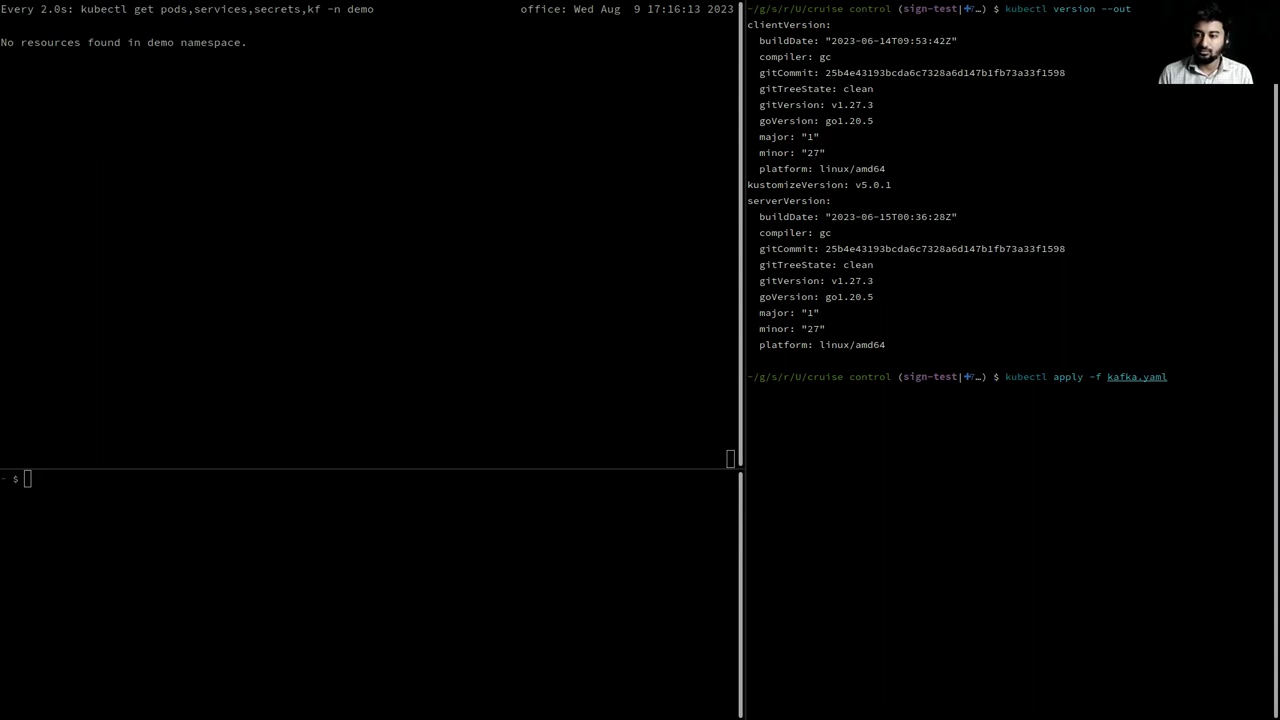 Every 2.0s: kubectl get pods,services,secrets,kf -n demo office: Wed Aug  9 17:16:13 2023
No resources found in demo namespace.
~ $
~/g/s/r/U/cruise control (sign-test|✚7…) $ kubectl version --out
clientVersion:
  buildDate: "2023-06-14T09:53:42Z"
  compiler: gc
  gitCommit: 25b4e43193bcda6c7328a6d147b1fb73a33f1598
  gitTreeState: clean
  gitVersion: v1.27.3
  goVersion: go1.20.5
  major: "1"
  minor: "27"
  platform: linux/amd64
kustomizeVersion: v5.0.1
serverVersion:
  buildDate: "2023-06-15T00:36:28Z"
  compiler: gc
  gitCommit: 25b4e43193bcda6c7328a6d147b1fb73a33f1598
  gitTreeState: clean
  gitVersion: v1.27.3
  goVersion: go1.20.5
  major: "1"
  minor: "27"
  platform: linux/amd64
~/g/s/r/U/cruise control (sign-test|✚7…) $ kubectl apply -f kafka.yaml